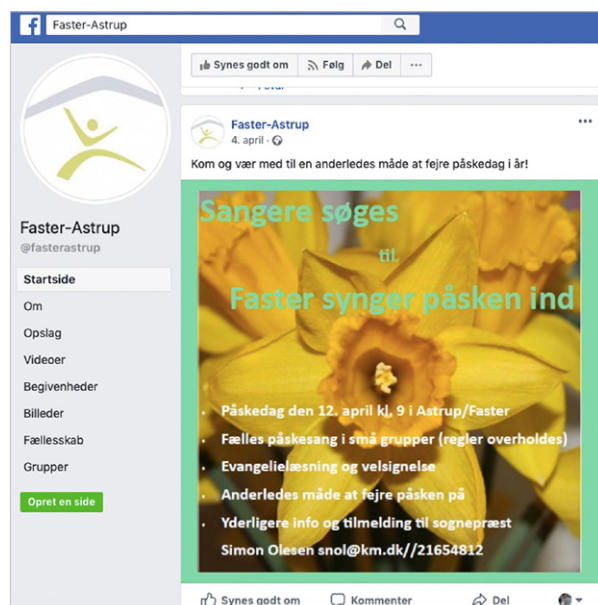 Faster-Astrup
Synes godt om
Følg
Del
Faster-Astrup
4. april
Kom og vær med til en anderledes måde at fejre påskedag i år!
Sangere søges
til
Faster synger påsken ind
Påskedag den 12. april kl. 9 i Astrup/Faster
Fælles påskesang i små grupper (regler overholdes)
Evangelielæsning og velsignelse
Anderledes måde at fejre påsken på
Yderligere info og tilmelding til sognepræst
Simon Olesen snol@km.dk//21654812
Synes godt om
Kommenter
Del
Faster-Astrup
@fasterastrup
Startside
Om
Opslag
Videoer
Begivenheder
Billeder
Fællesskab
Grupper
Opret en side